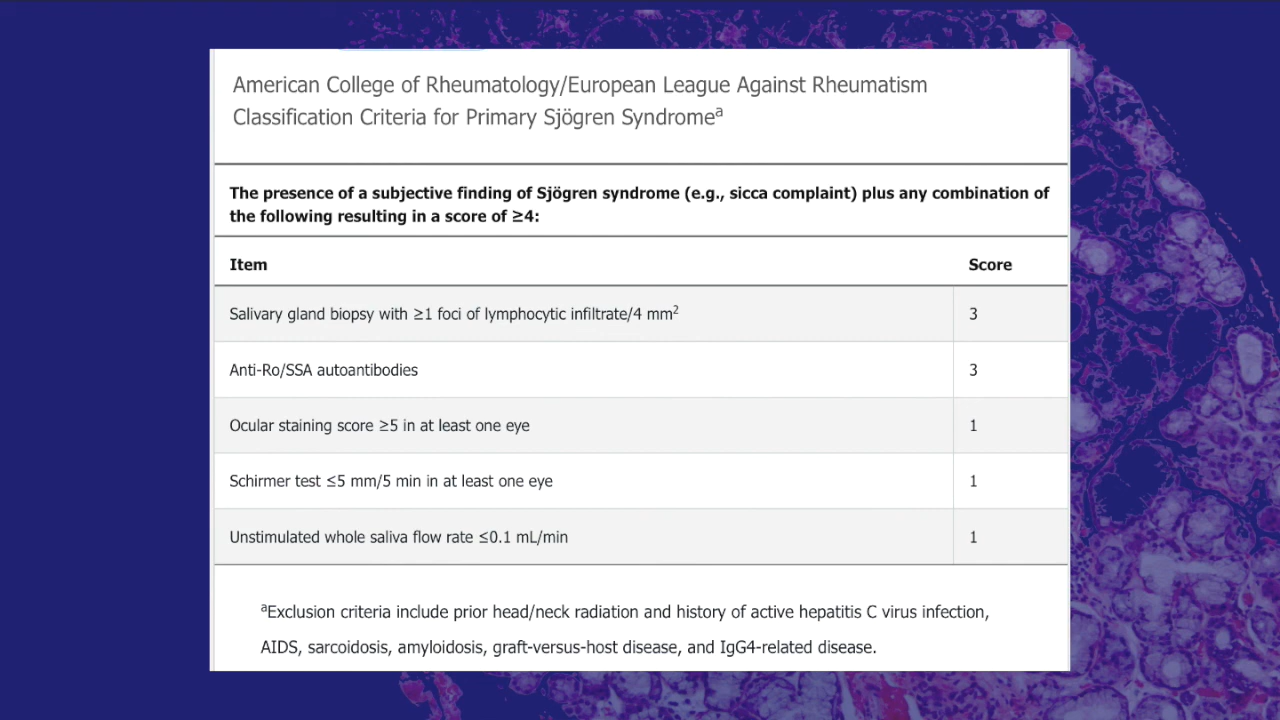 American College of Rheumatology/European League Against Rheumatism
Classification Criteria for Primary Sjögren Syndromeᵃ
The presence of a subjective finding of Sjögren syndrome (e.g., sicca complaint) plus any combination of
the following resulting in a score of ≥4:
Item Score
Salivary gland biopsy with ≥1 foci of lymphocytic infiltrate/4 mm² 3
Anti-Ro/SSA autoantibodies 3
Ocular staining score ≥5 in at least one eye 1
Schirmer test ≤5 mm/5 min in at least one eye 1
Unstimulated whole saliva flow rate ≤0.1 mL/min 1
ᵃExclusion criteria include prior head/neck radiation and history of active hepatitis C virus infection,
AIDS, sarcoidosis, amyloidosis, graft-versus-host disease, and IgG4-related disease.